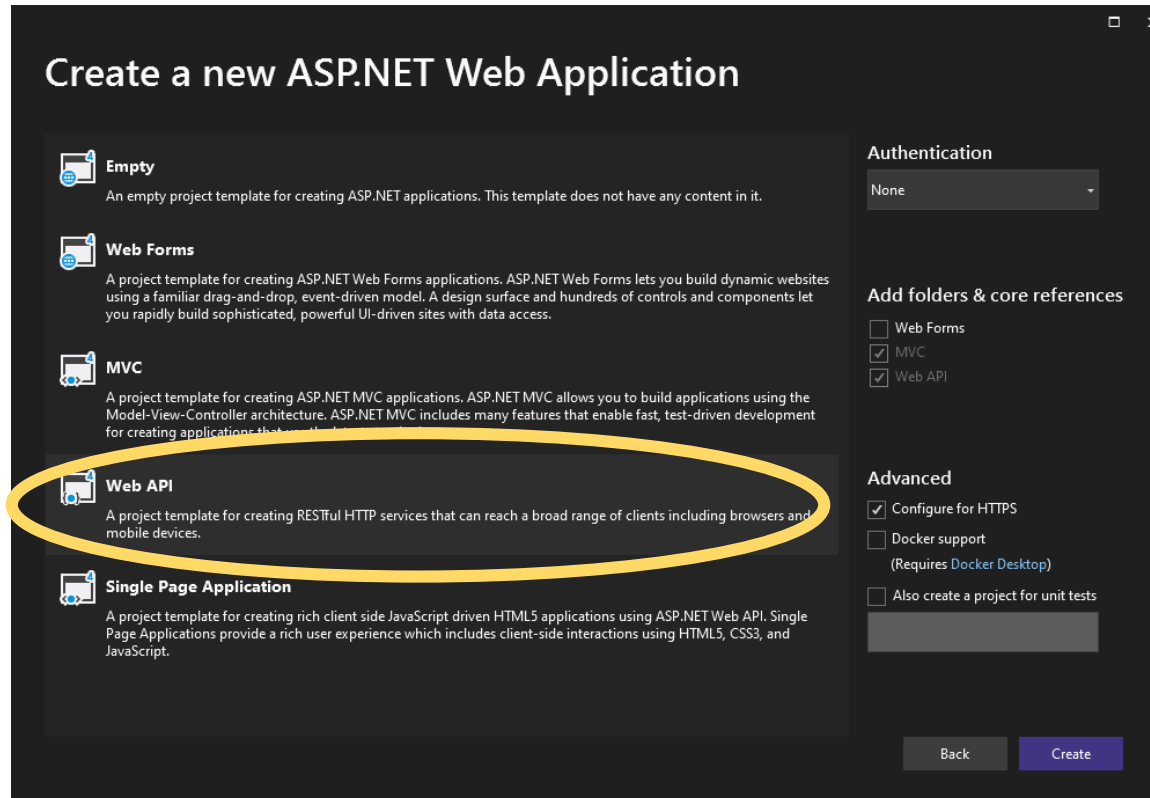 Create a new ASP.NET Web Application
Empty
An empty project template for creating ASP.NET applications. This template does not have any content in it.
Web Forms
A project template for creating ASP.NET Web Forms applications. ASP.NET Web Forms lets you build dynamic websites
using a familiar drag-and-drop, event-driven model. A design surface and hundreds of controls and components let
you rapidly build sophisticated, powerful UI-driven sites with data access.
MVC
A project template for creating ASP.NET MVC applications. ASP.NET MVC allows you to build applications using the
Model-View-Controller architecture. ASP.NET MVC includes many features that enable fast, test-driven development
for creating applications that
Web API
A project template for creating RESTful HTTP services that can reach a broad range of clients including browsers and
mobile devices.
Single Page Application
A project template for creating rich client side JavaScript driven HTML5 applications using ASP.NET Web API. Single
Page Applications provide a rich user experience which includes client-side interactions using HTML5, CSS3, and
JavaScript.
Authentication
None
Add folders & core references
Web Forms
MVC
Web API
Advanced
Configure for HTTPS
Docker support
(Requires Docker Desktop)
Also create a project for unit tests
Back
Create